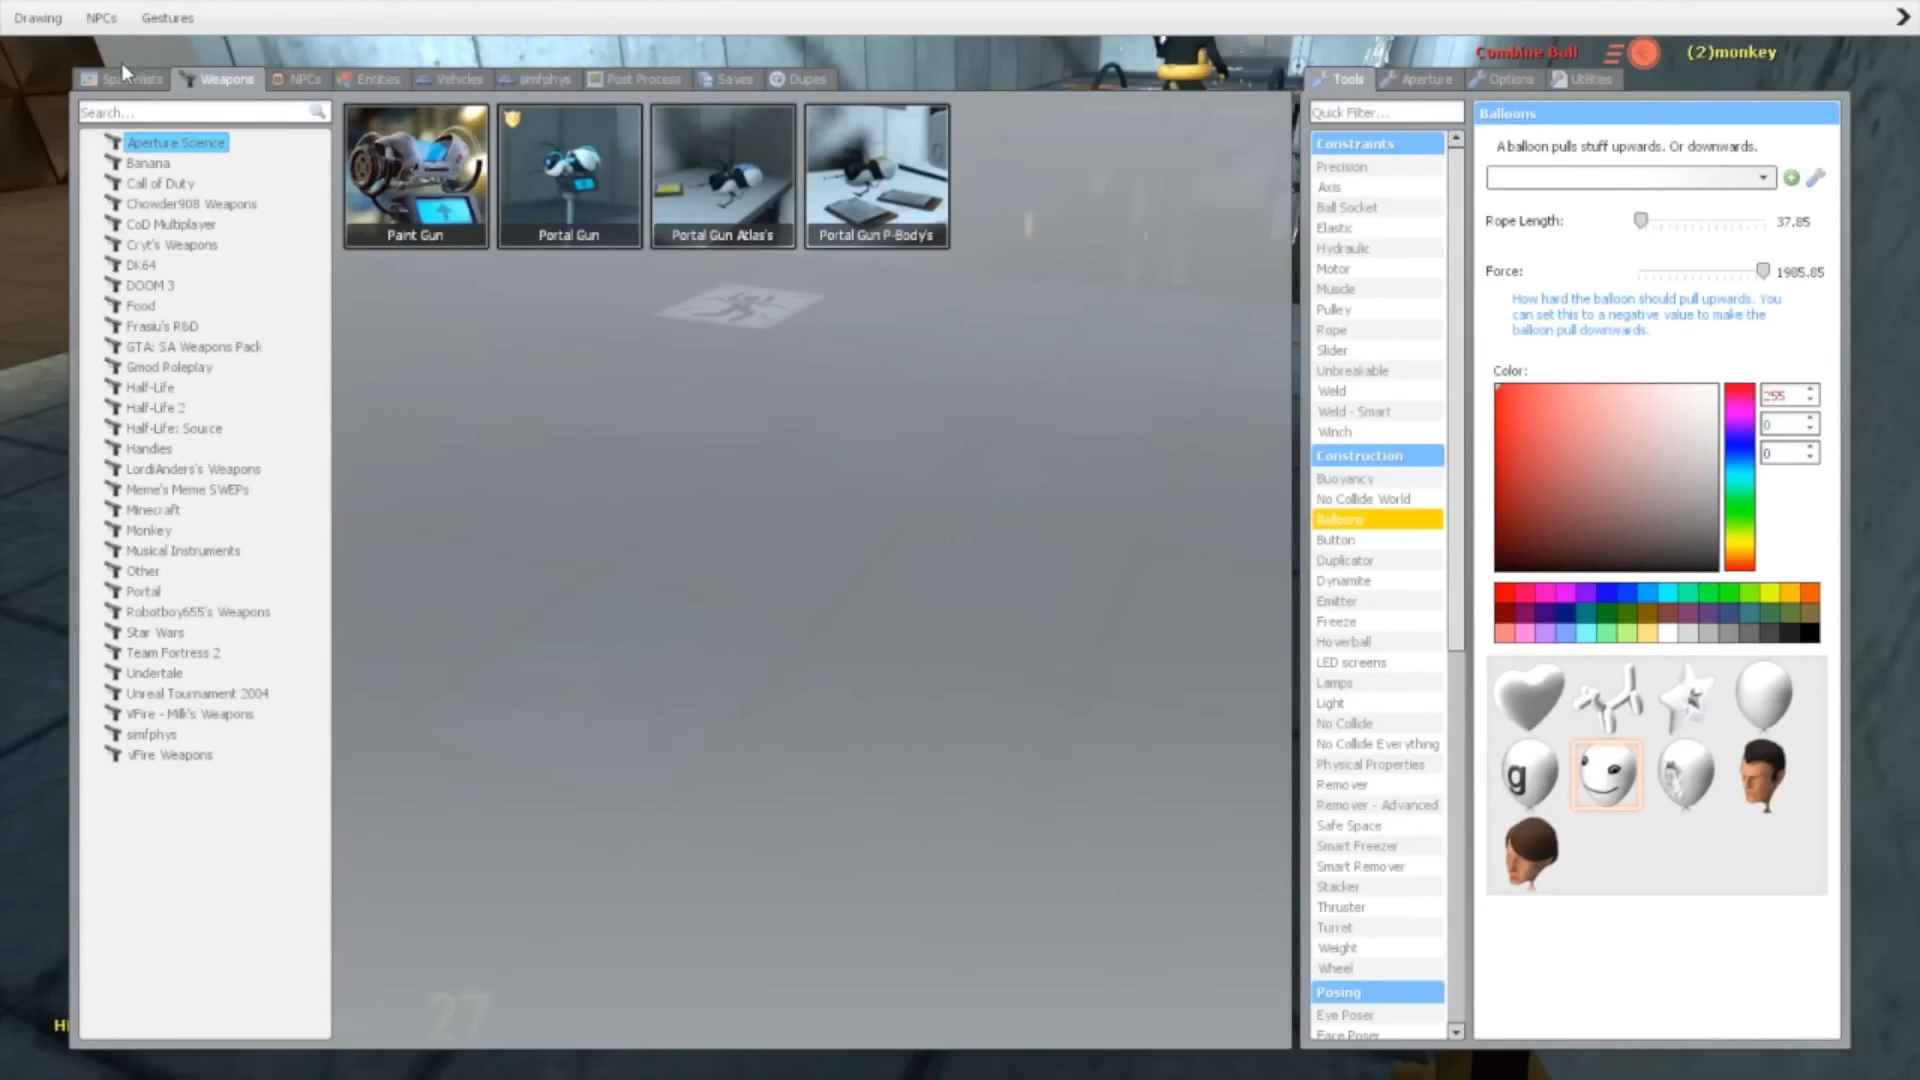 Drawing NPCs Gestures
Combine Ball (2)monkey
Spawnlists Weapons NPCs Entities Vehicles simfphys Post Process Saves Dupes
Search...
Aperture Science
Banana
Call of Duty
Chowder908 Weapons
CoD Multiplayer
Cryt's Weapons
DK64
DOOM 3
Food
Frasiu's R&D
GTA: SA Weapons Pack
Gmod Roleplay
Half-Life
Half-Life 2
Half-Life: Source
Handies
LordiAnders's Weapons
Meme's Meme SWEPs
Minecraft
Monkey
Musical Instruments
Other
Portal
Robotboy655's Weapons
Star Wars
Team Fortress 2
Undertale
Unreal Tournament 2004
VFire - Milk's Weapons
simfphys
vFire Weapons
Paint Gun
Portal Gun
Portal Gun Atlas's
Portal Gun P-Body's
27
Tools Aperture Options Utilities
Quick Filter...
Constraints
Precision
Axis
Ball Socket
Elastic
Hydraulic
Motor
Muscle
Pulley
Rope
Slider
Unbreakable
Weld
Weld - Smart
Winch
Construction
Buoyancy
No Collide World
Balloons
Button
Duplicator
Dynamite
Emitter
Freeze
Hoverball
LED screens
Lamps
Light
No Collide
No Collide Everything
Physical Properties
Remover
Remover - Advanced
Safe Space
Smart Freezer
Smart Remover
Stacker
Thruster
Turret
Weight
Wheel
Posing
Eye Poser
Face Poser
Balloons
A balloon pulls stuff upwards. Or downwards.
Rope Length: 37.85
Force: 1985.85
How hard the balloon should pull upwards. You
can set this to a negative value to make the
balloon pull downwards.
Color:
255
0
0
g